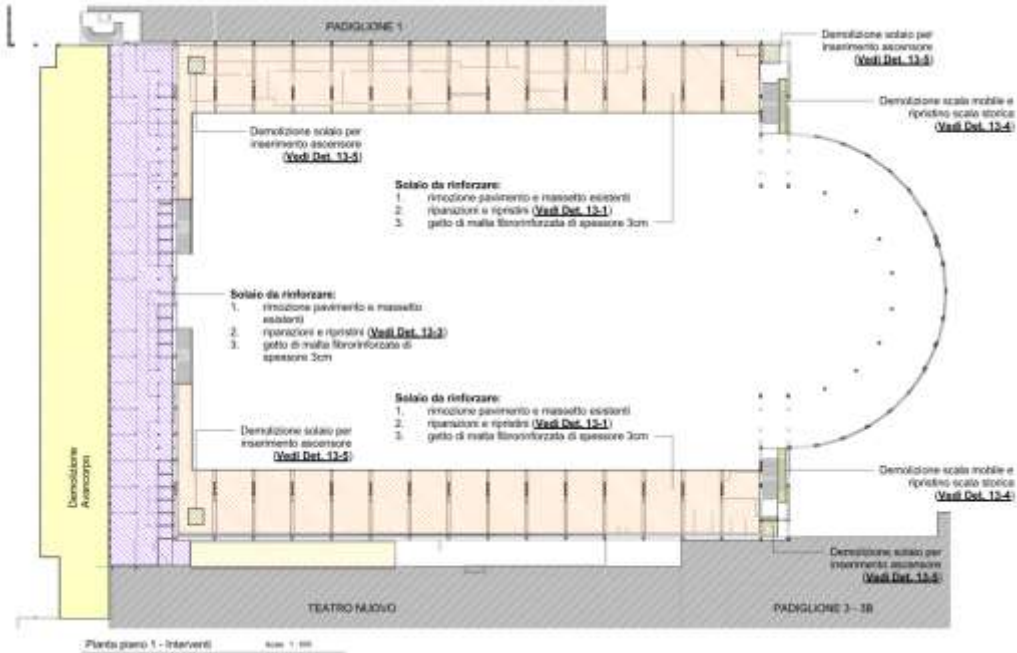 PADIGLIONE 1
Demolizione solaio per
inserimento ascensore
(Vedi Det. 13-5)
Demolizione scala mobile e
ripristino scala storica
(Vedi Det. 13-4)
Demolizione solaio per
inserimento ascensore
(Vedi Det. 13-5)
Solaio da rinforzare:
1. rimozione pavimento e massetto esistenti
2. riparazioni e ripristini (Vedi Det. 13-1)
3. getto di malta fibrorinforzata di spessore 3cm
Solaio da rinforzare:
1. rimozione pavimento e massetto
esistenti
2. riparazioni e ripristini (Vedi Det. 13-3)
3. getto di malta fibrorinforzata di
spessore 3cm
Solaio da rinforzare:
1. rimozione pavimento e massetto esistenti
2. riparazioni e ripristini (Vedi Det. 13-1)
3. getto di malta fibrorinforzata di spessore 3cm
Demolizione solaio per
inserimento ascensore
(Vedi Det. 13-5)
Demolizione
Avancorpo
Demolizione scala mobile e
ripristino scala storica
(Vedi Det. 13-4)
Demolizione solaio per
inserimento ascensore
(Vedi Det. 13-5)
TEATRO NUOVO
PADIGLIONE 3 - 3B
Pianta piano 1 - Interventi